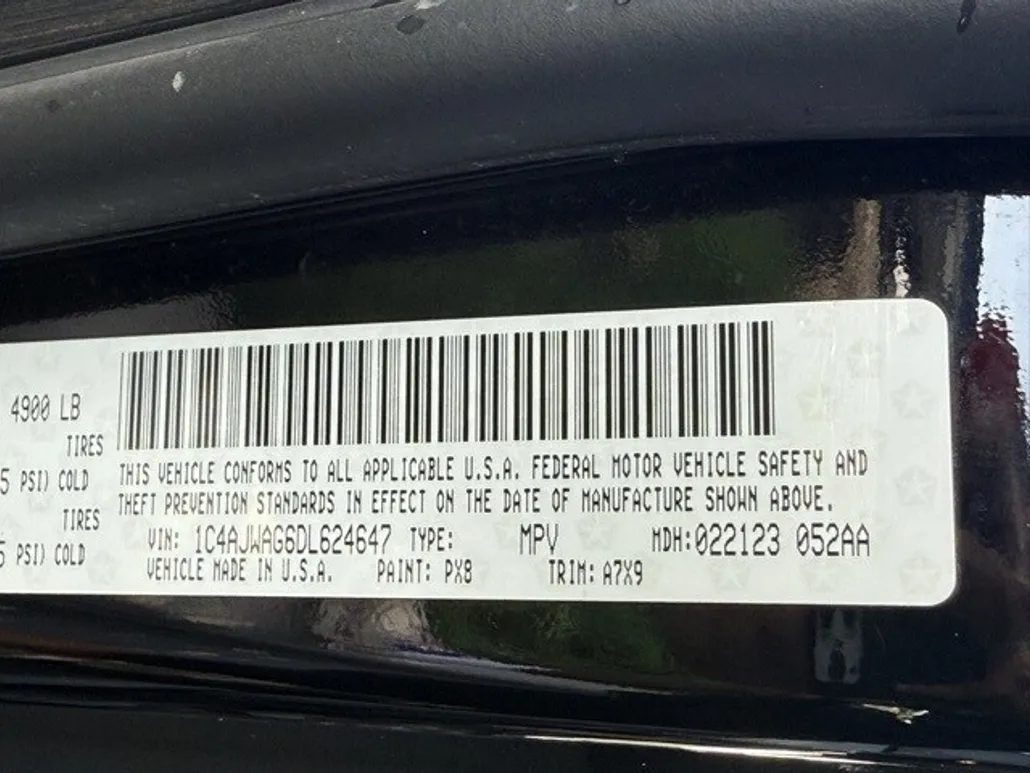 4900 LB
TIRES
5 PSI) COLD
THIS VEHICLE CONFORMS TO ALL APPLICABLE U.S.A. FEDERAL MOTOR VEHICLE SAFETY AND
THEFT PREVENTION STANDARDS IN EFFECT ON THE DATE OF MANUFACTURE SHOWN ABOVE.
TIRES
5 PSI) COLD
VIN: 1C4AJWAG6DL624647 TYPE: MPV MDH:022123 052AA
VEHICLE MADE IN U.S.A. PAINT: PX8 TRIM: A7X9